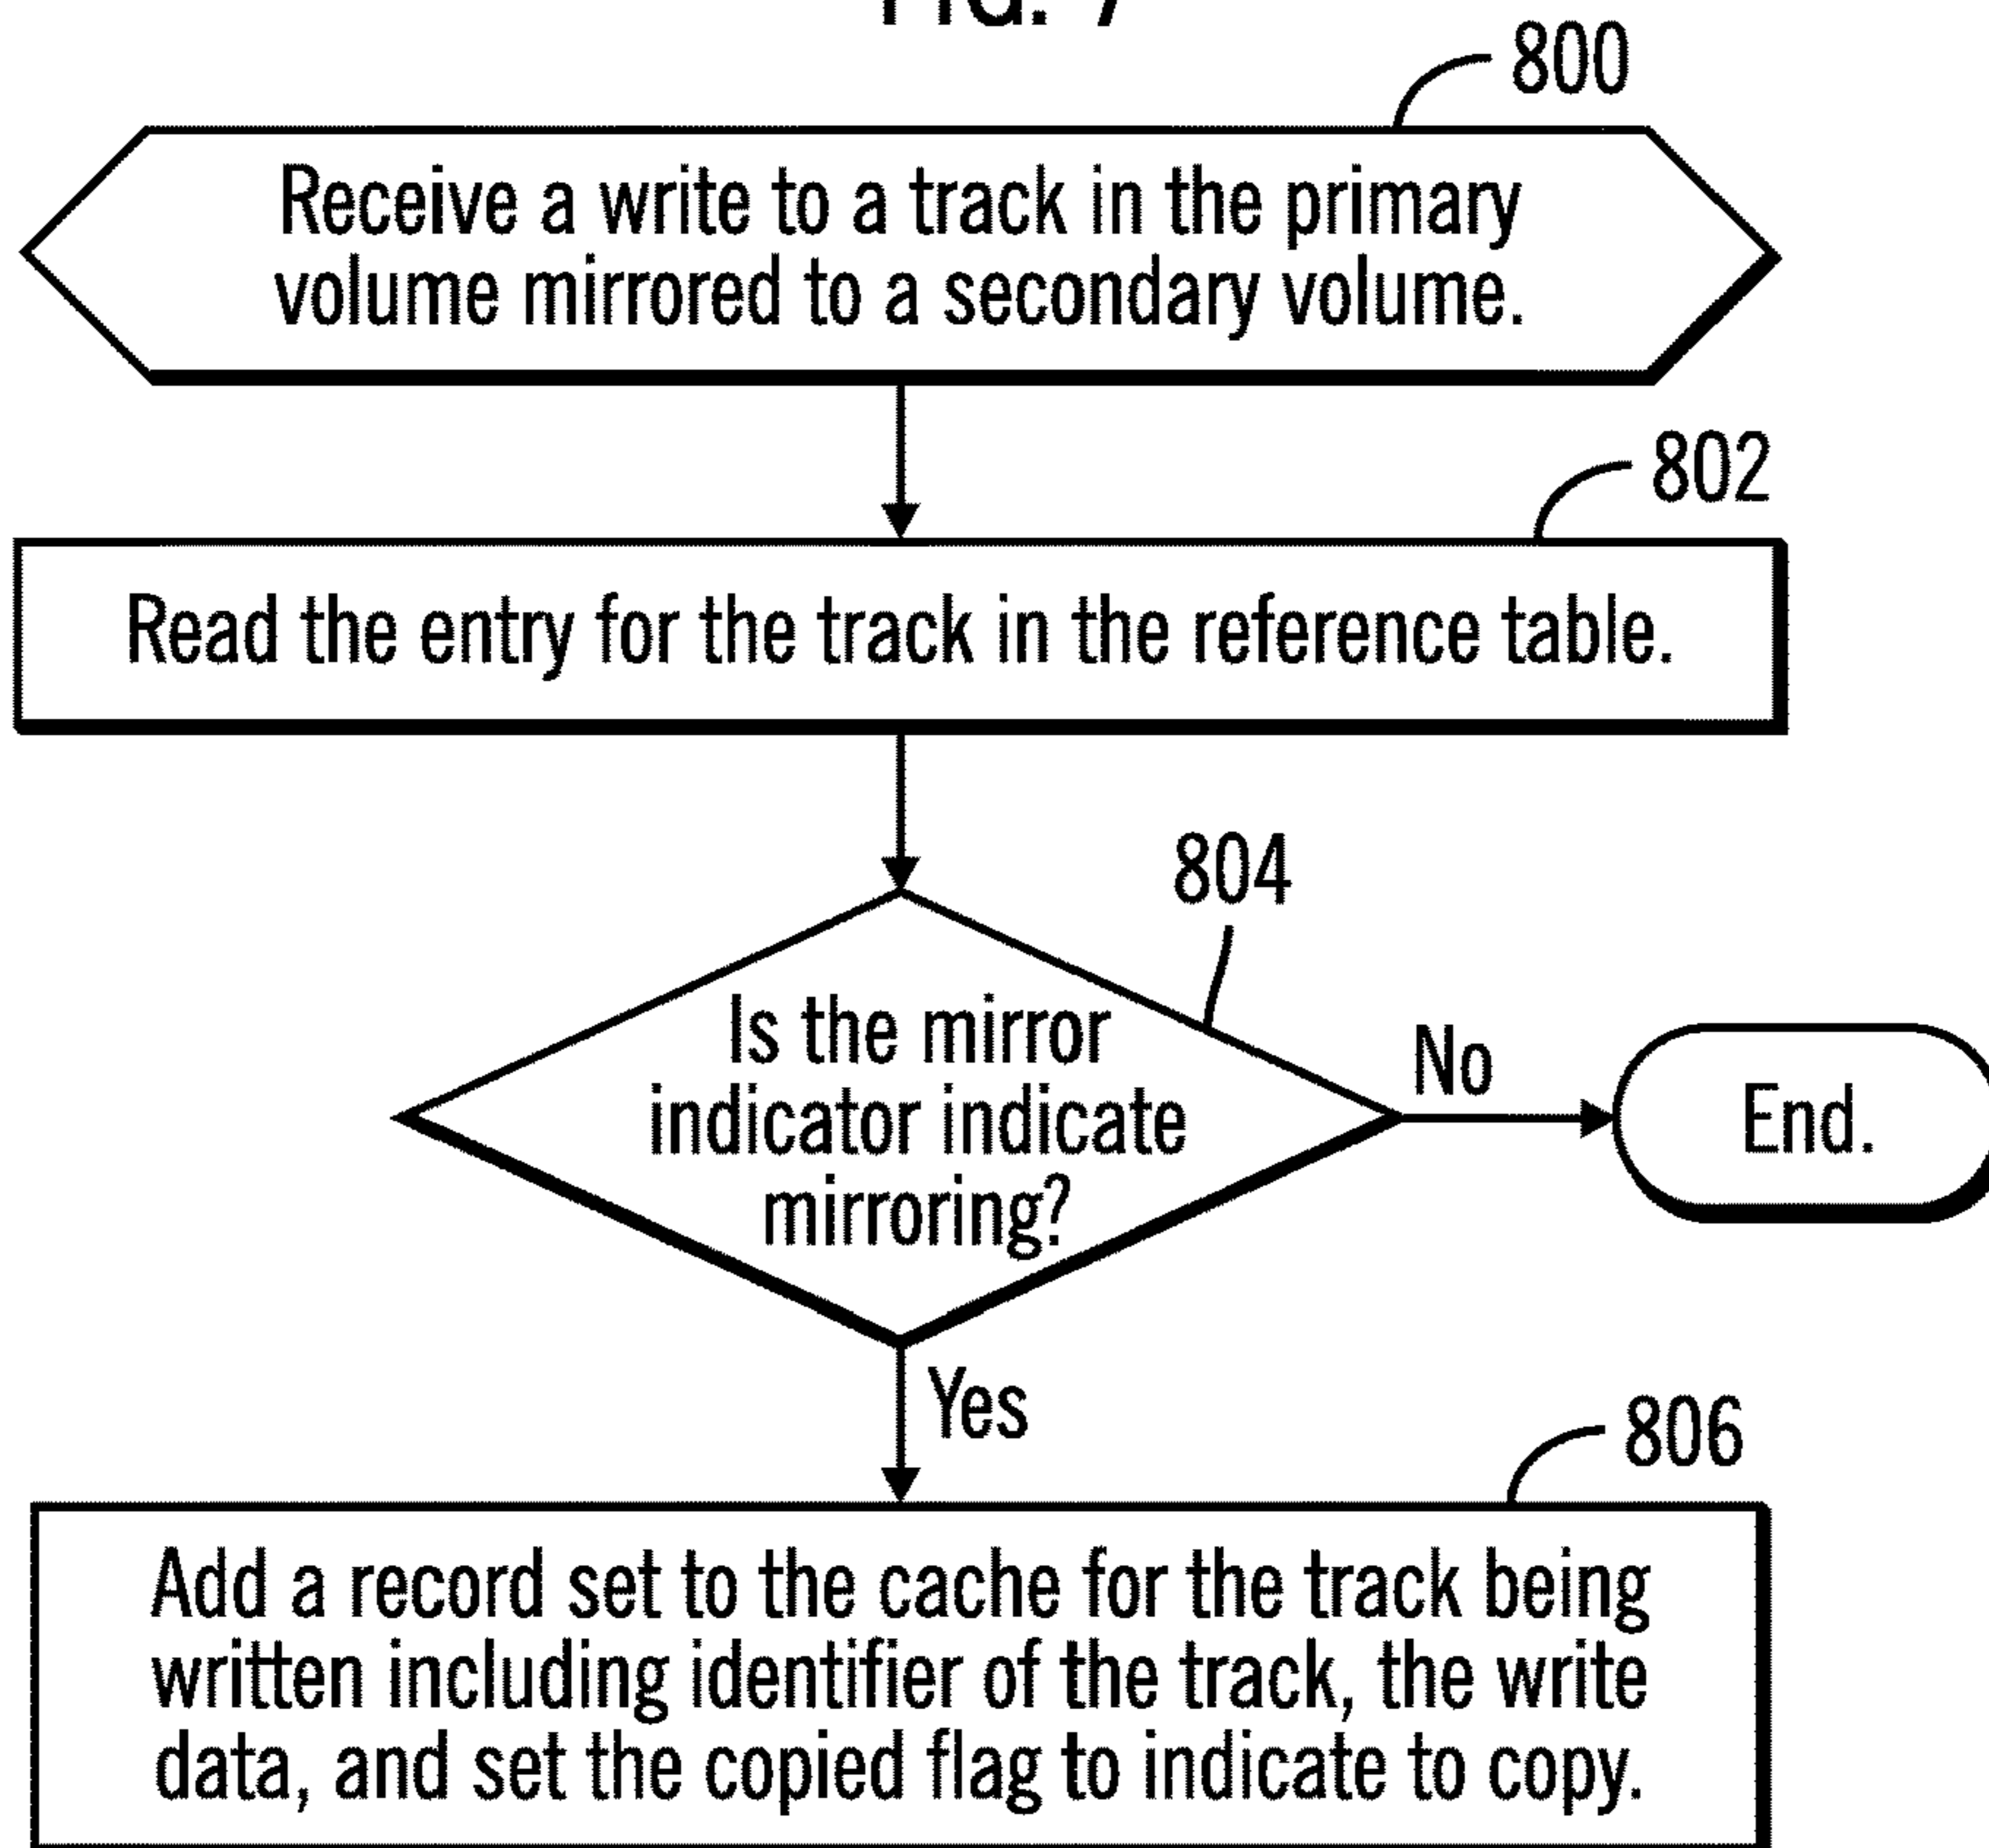 FIG. 7
800
Receive a write to a track in the primary
volume mirrored to a secondary volume.
802
Read the entry for the track in the reference table.
804
Is the mirror
indicator indicate
mirroring?
No
End.
Yes
806
Add a record set to the cache for the track being
written including identifier of the track, the write
data, and set the copied flag to indicate to copy.